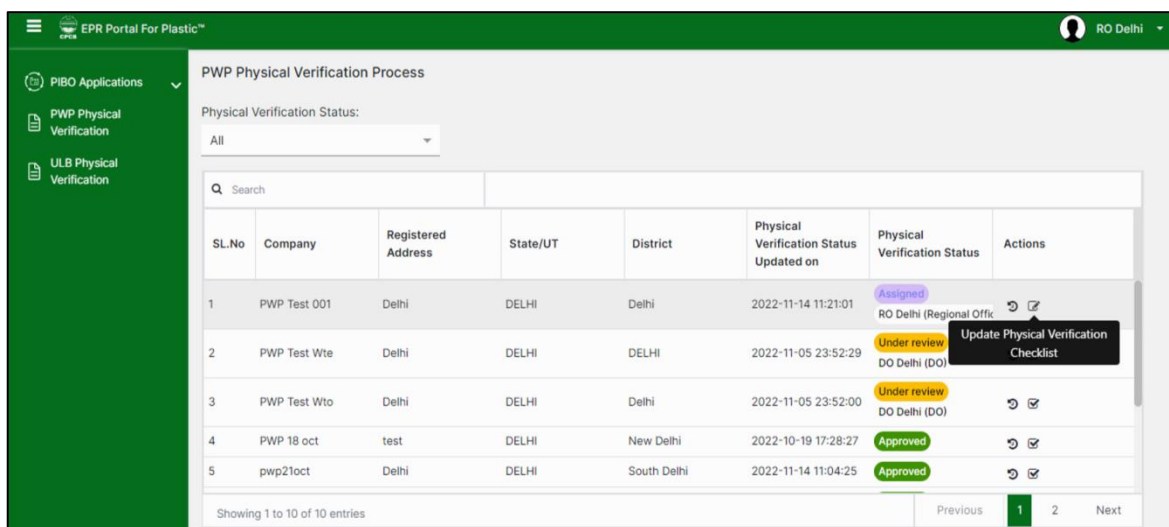 EPR Portal For Plastic™
CPCB
RO Delhi
PIBO Applications
PWP Physical
Verification
ULB Physical
Verification
PWP Physical Verification Process
Physical Verification Status:
All
Search
SL.No Company Registered Address State/UT District Physical Verification Status Updated on Physical Verification Status Actions
1 PWP Test 001 Delhi DELHI Delhi 2022-11-14 11:21:01 Assigned
RO Delhi (Regional Offic
Update Physical Verification
Checklist
2 PWP Test Wte Delhi DELHI DELHI 2022-11-05 23:52:29 Under review
DO Delhi (DO)
3 PWP Test Wto Delhi DELHI Delhi 2022-11-05 23:52:00 Under review
DO Delhi (DO)
4 PWP 18 oct test DELHI New Delhi 2022-10-19 17:28:27 Approved
5 pwp21oct Delhi DELHI South Delhi 2022-11-14 11:04:25 Approved
Showing 1 to 10 of 10 entries
Previous 1 2 Next